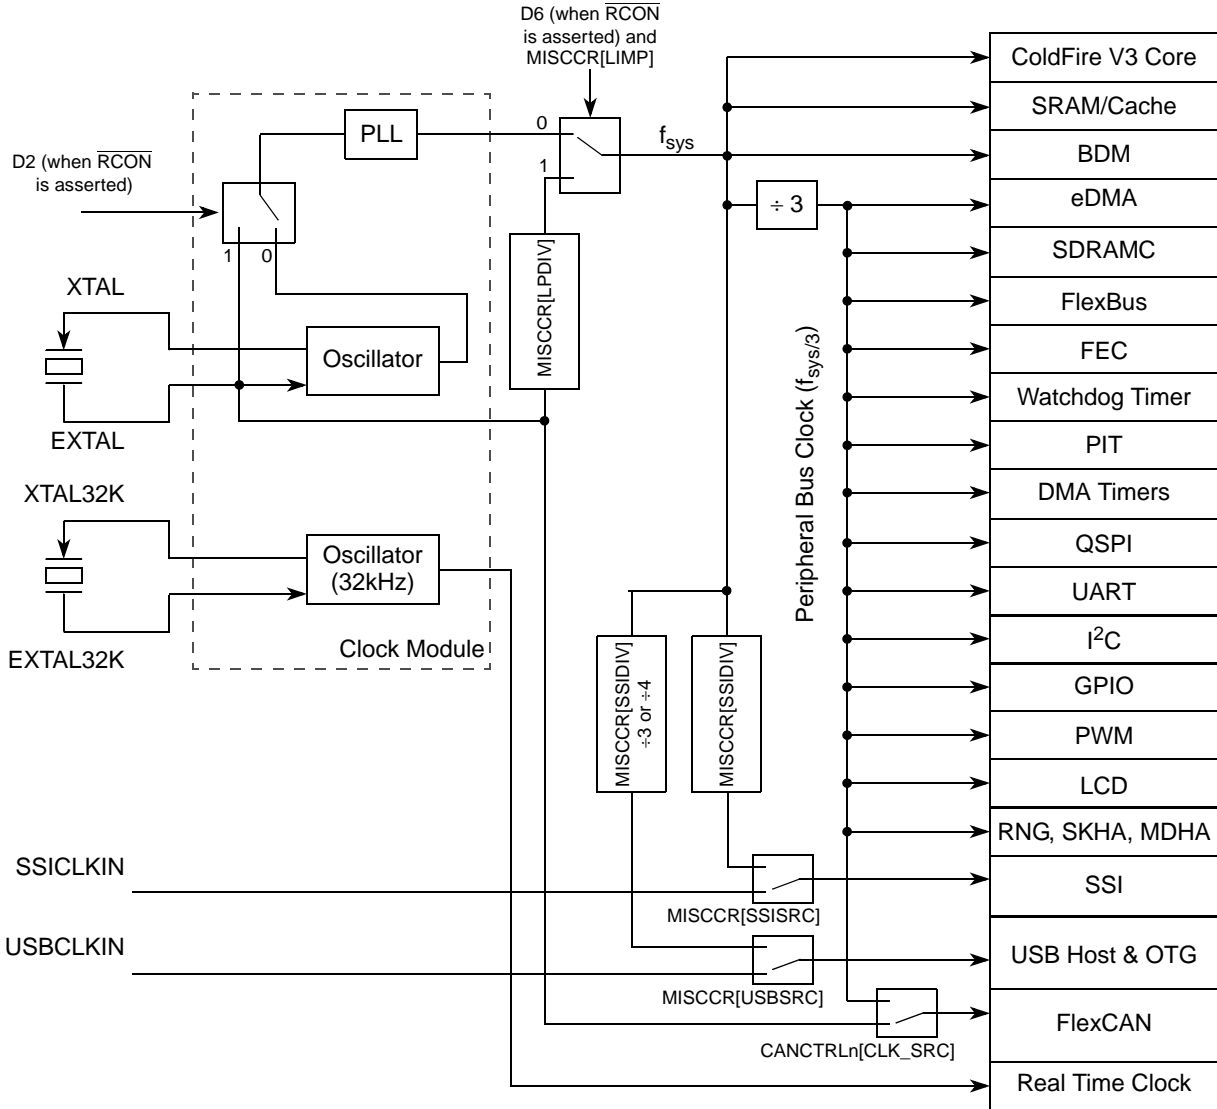 D6 (when RCON
is asserted) and
MISCCR[LIMP]
ColdFire V3 Core
SRAM/Cache
BDM
eDMA
SDRAMC
FlexBus
FEC
Watchdog Timer
PIT
DMA Timers
QSPI
UART
I²C
GPIO
PWM
LCD
RNG, SKHA, MDHA
SSI
USB Host & OTG
FlexCAN
Real Time Clock
PLL
0
1
fsys
÷ 3
D2 (when RCON
is asserted)
1 0
XTAL
EXTAL
Oscillator
MISCCR[LPDIV]
Peripheral Bus Clock (fsys/3)
XTAL32K
EXTAL32K
Oscillator
(32kHz)
Clock Module
MISCCR[SSIDIV]
÷3 or ÷4
MISCCR[SSIDIV]
SSICLKIN
MISCCR[SSISRC]
USBCLKIN
MISCCR[USBSRC]
CANCTRLn[CLK_SRC]